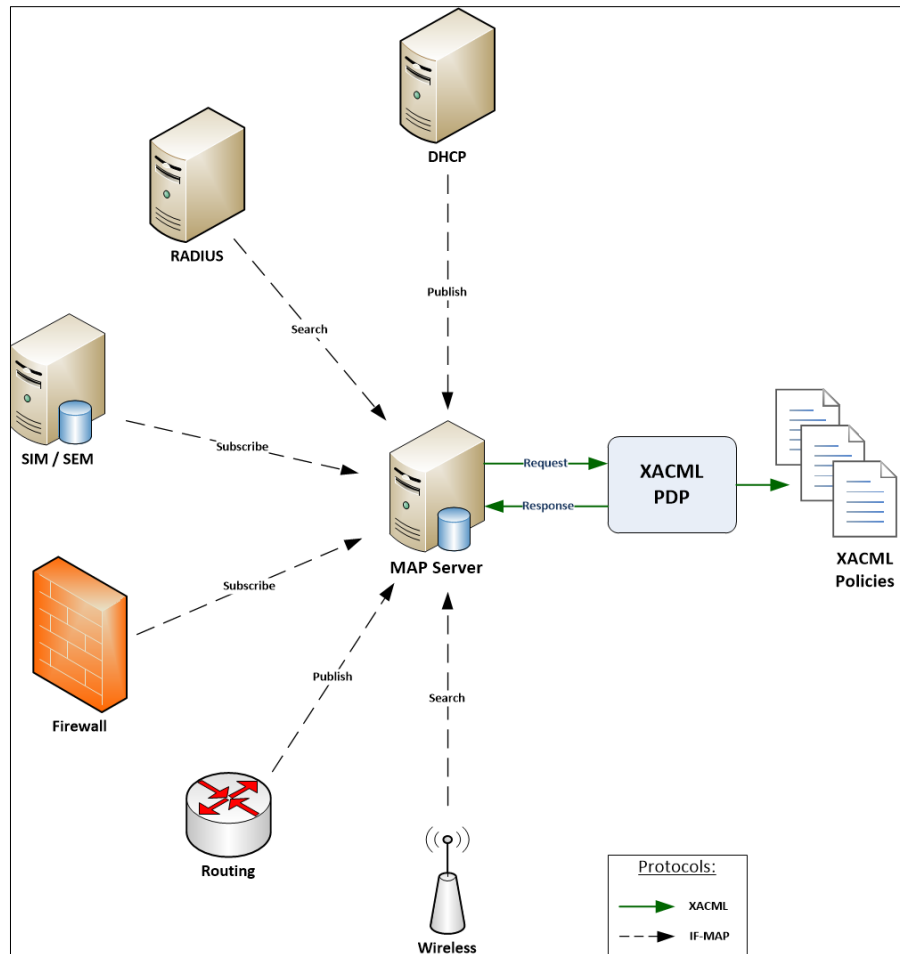 DHCP
RADIUS
Publish
Search
SIM / SEM
Subscribe
Request
XACML
PDP
Response
MAP Server
XACML
Policies
Subscribe
Firewall
Publish
Search
Routing
Wireless
Protocols:
XACML
IF-MAP